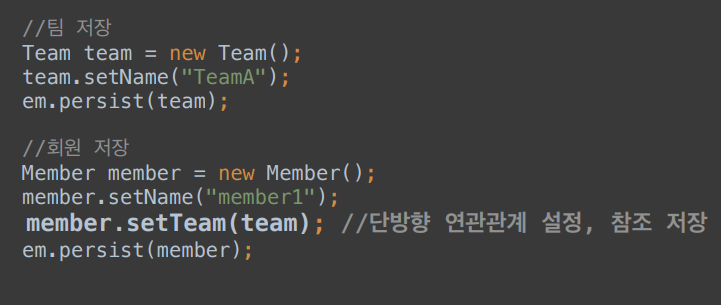 //팀 저장
Team team = new Team();
team.setName("TeamA");
em.persist(team);
//회원 저장
Member member = new Member();
member.setName("member1");
member.setTeam(team); //단방향 연관관계 설정, 참조 저장
em.persist(member);